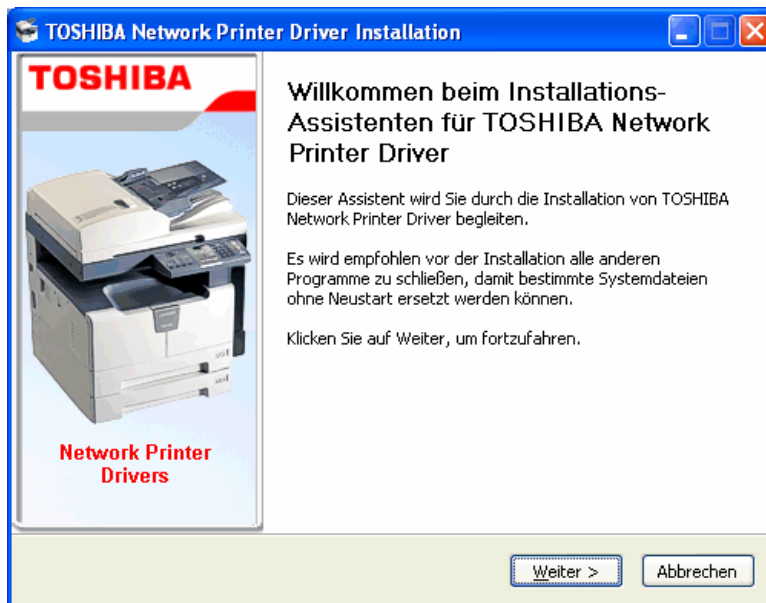 TOSHIBA Network Printer Driver Installation
TOSHIBA
Network Printer
Drivers
Willkommen beim Installations-
Assistenten für TOSHIBA Network
Printer Driver
Dieser Assistent wird Sie durch die Installation von TOSHIBA
Network Printer Driver begleiten.
Es wird empfohlen vor der Installation alle anderen
Programme zu schließen, damit bestimmte Systemdateien
ohne Neustart ersetzt werden können.
Klicken Sie auf Weiter, um fortzufahren.
Weiter >
Abbrechen